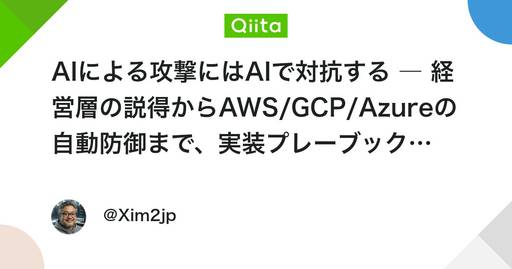 Qiita
AIによる攻撃にはAIで対抗する — 経
営層の説得からAWS/GCP/Azureの
自動防御まで、実装プレーブック…
@Xim2jp